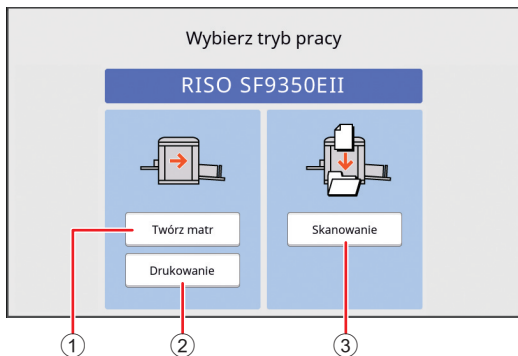 Wybierz tryb pracy
RISO SF9350EII
Twórz matr
Skanowanie
Drukowanie
1
2
3